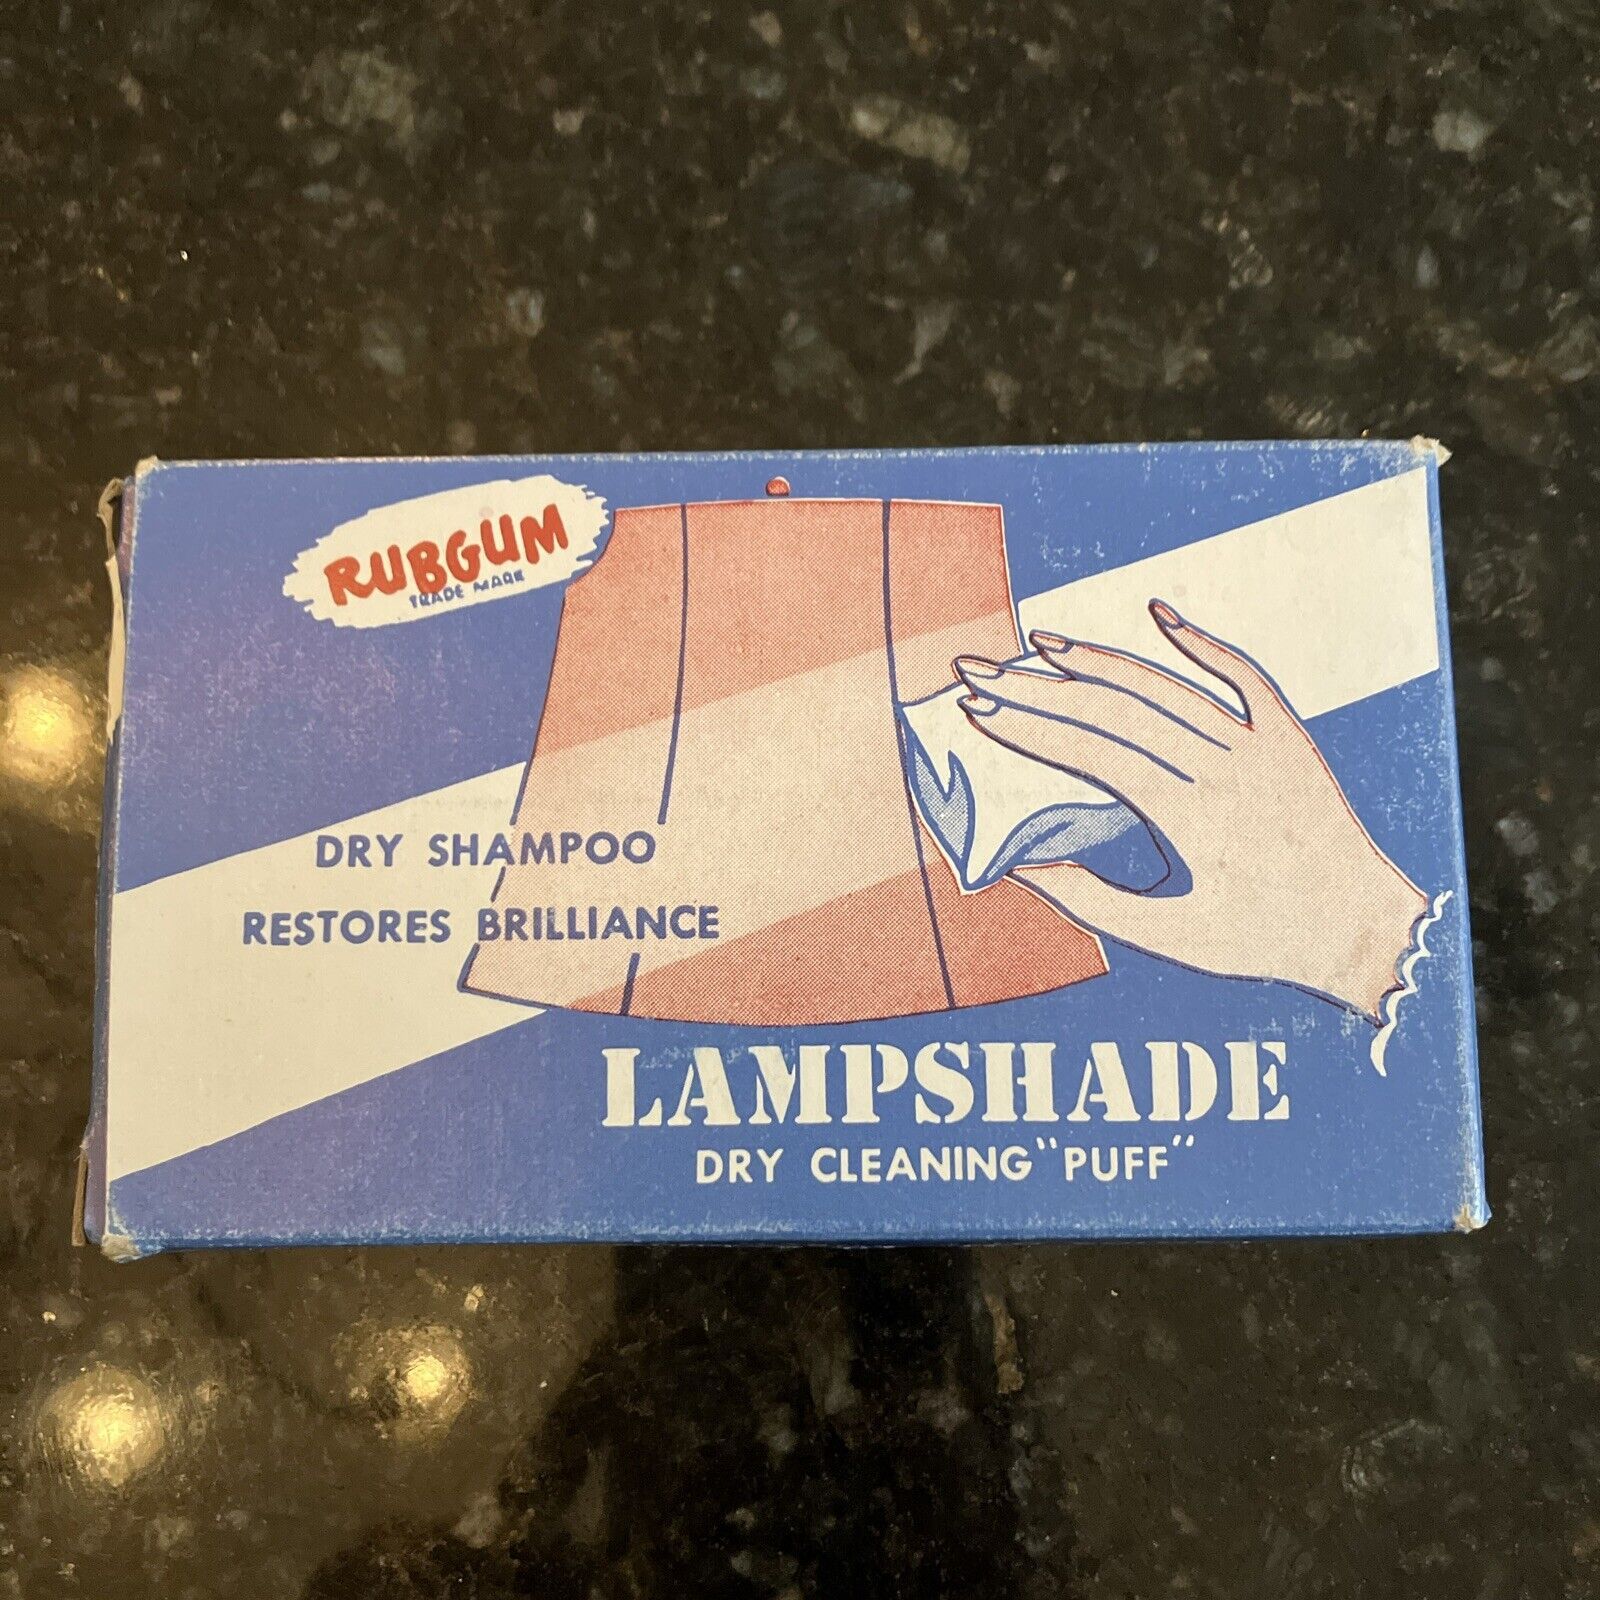 RUBGUM
TRADE MARK
DRY SHAMPOO
RESTORES BRILLIANCE
LAMPSHADE
DRY CLEANING "PUFF"